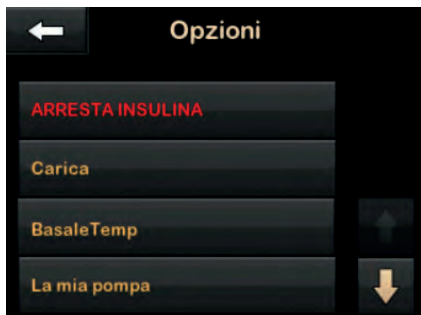 Opzioni
ARRESTA INSULINA
Carica
BasaleTemp
La mia pompa